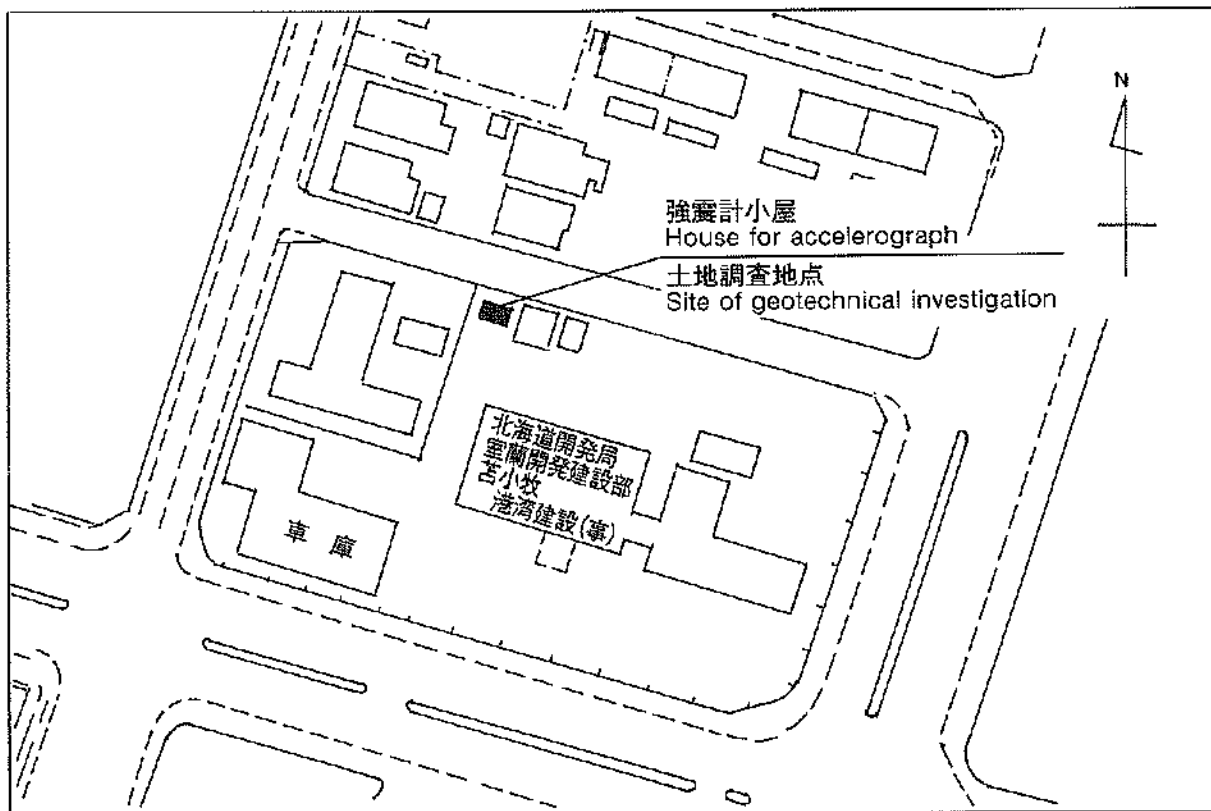 N
強震計小屋
House for accelerograph
土地調査地点
Site of geotechnical investigation
北海道開発局
室蘭開発建設部
苫小牧
港湾建設(事)
車庫